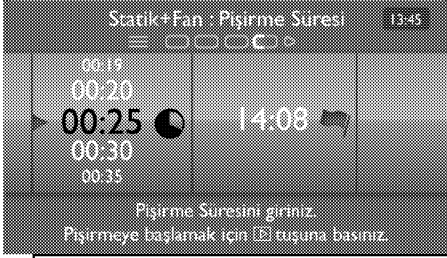 Statik+Fan : Pişirme Süresi 13:45
00:15
00:20
00:25 14:08
00:30
00:35
Pişirme Süresini giriniz.
Pişirmeye başlamak için tuşuna basınız.